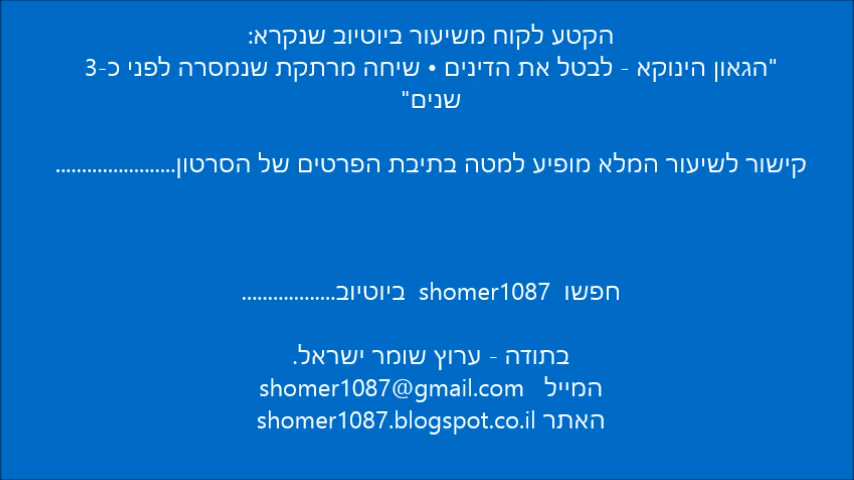 הקטע לקוח משיעור ביוטיוב שנקרא:
"הגאון הינוקא - לבטל את הדינים • שיחה מרתקת שנמסרה לפני כ-3
שנים"
קישור לשיעור המלא מופיע למטה בתיבת הפרטים של הסרטון.......................
חפשו shomer1087 ביוטיוב..................
בתודה - ערוץ שומר ישראל.
המייל shomer1087@gmail.com
האתר shomer1087.blogspot.co.il